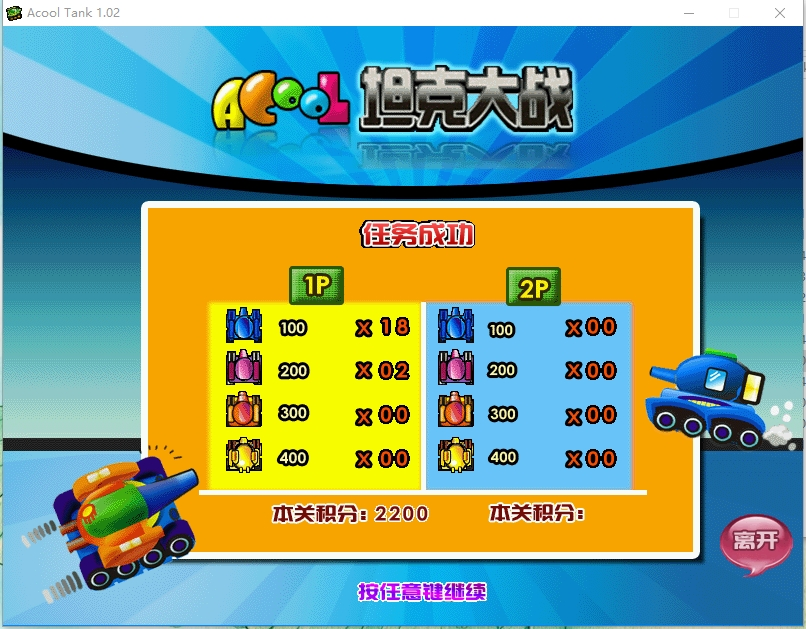 Acool Tank 1.02
ACOOL 坦克大战
任务成功
1P 2P
100 X 18 100 X 00
200 X 02 200 X 00
300 X 00 300 X 00
400 X 00 400 X 00
本关积分: 2200 本关积分:
离开
按任意键继续